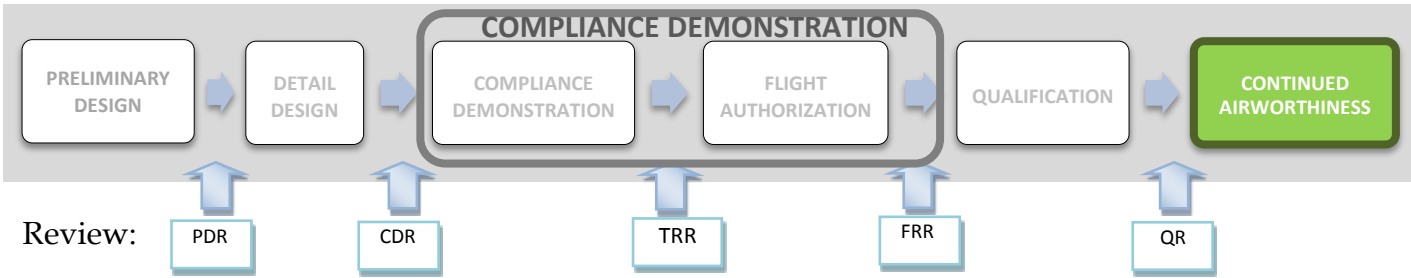 COMPLIANCE DEMONSTRATION
PRELIMINARY
DESIGN
DETAIL
DESIGN
COMPLIANCE
DEMONSTRATION
FLIGHT
AUTHORIZATION
QUALIFICATION
CONTINUED
AIRWORTHINESS
Review:
PDR
CDR
TRR
FRR
QR